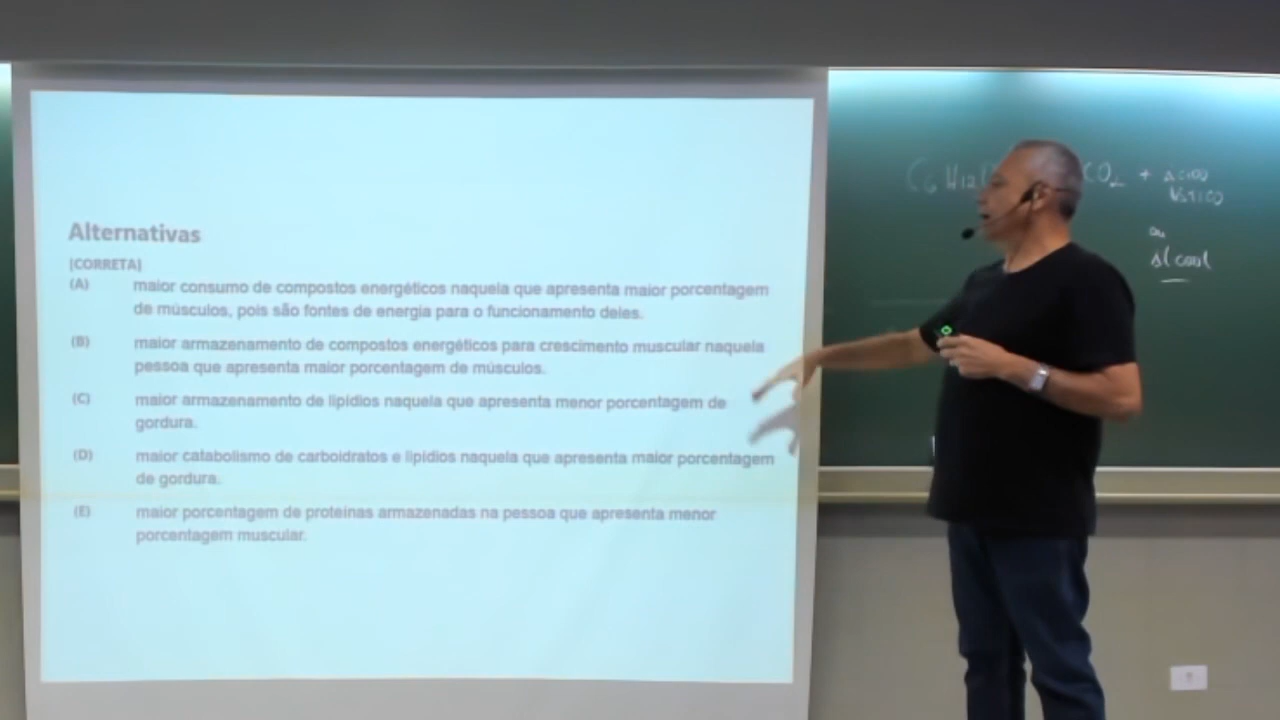 Alternativas
[CORRETA]
(A) maior consumo de compostos energéticos naquela que apresenta maior porcentagem
de músculos, pois são fontes de energia para o funcionamento deles.
(B) maior armazenamento de compostos energéticos para crescimento muscular naquela
pessoa que apresenta maior porcentagem de músculos.
(C) maior armazenamento de lipídios naquela que apresenta menor porcentagem de
gordura.
(D) maior catabolismo de carboidratos e lipídios naquela que apresenta maior porcentagem
de gordura.
(E) maior porcentagem de proteínas armazenadas na pessoa que apresenta menor
porcentagem muscular.
C6 H12 CO2 +
ou
álcool